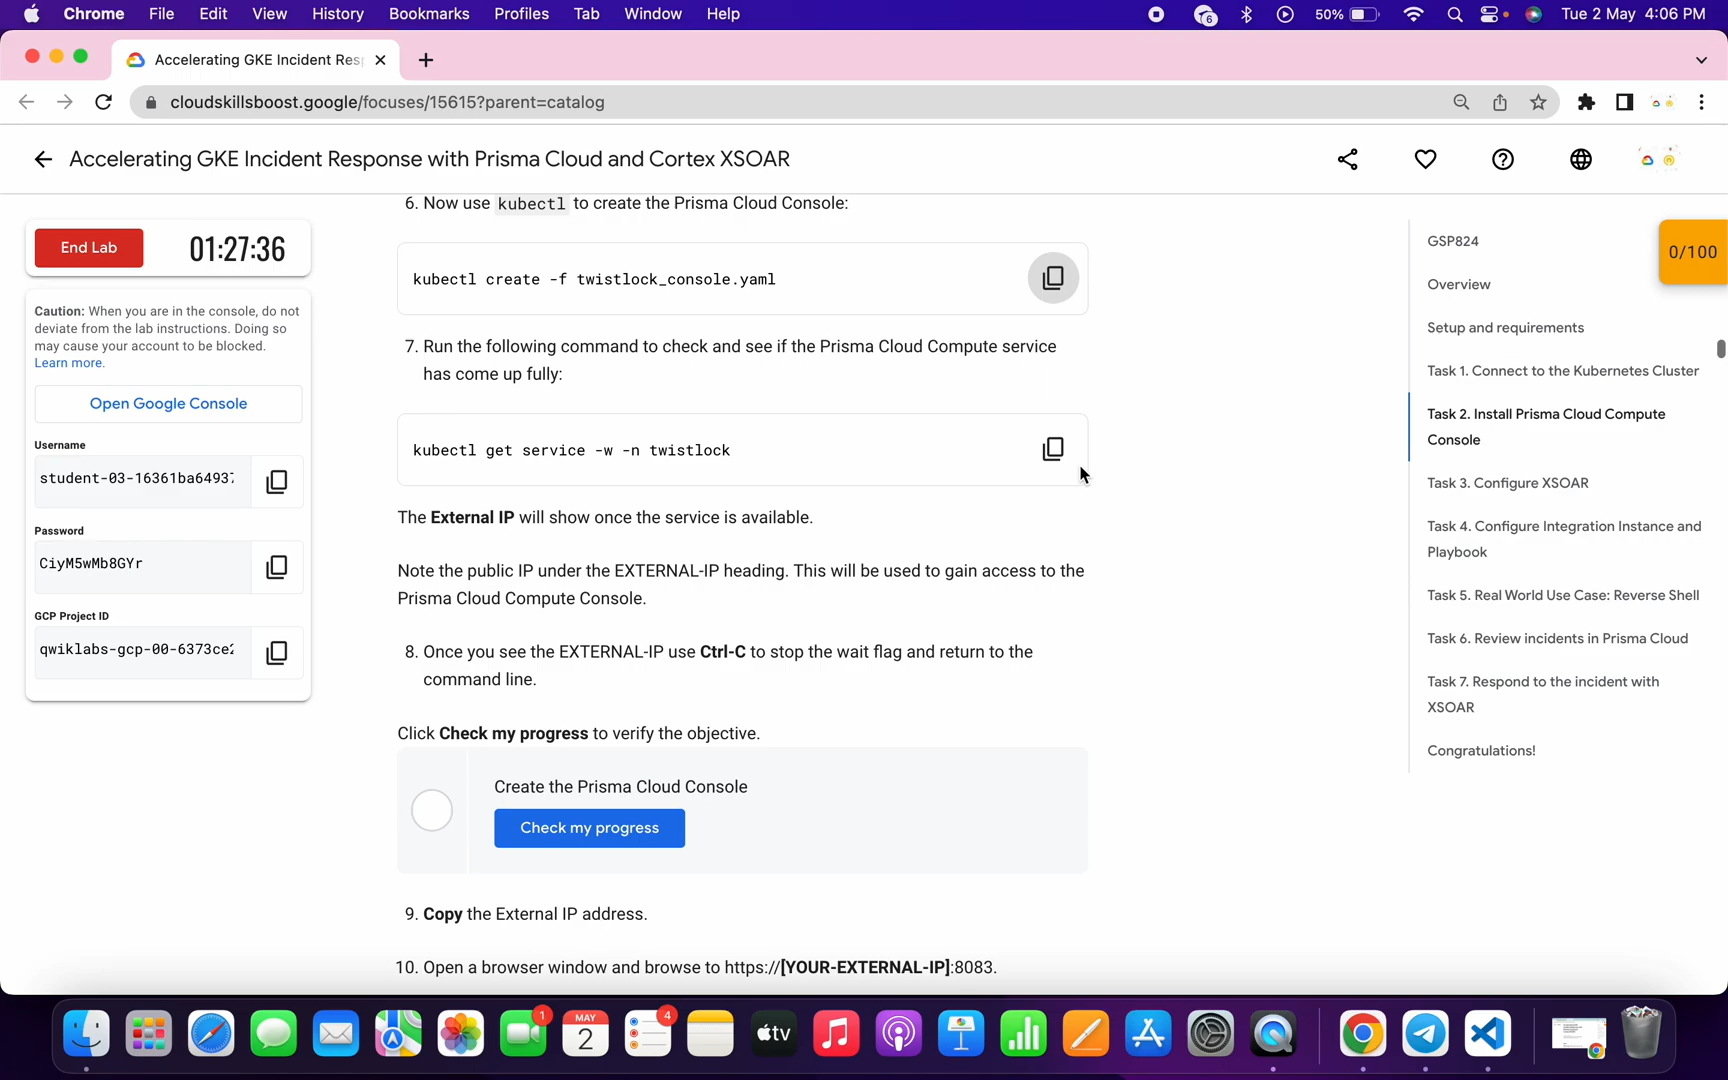 Chrome File Edit View History Bookmarks Profiles Tab Window Help 6 50% Tue 2 May 4:06 PM
Accelerating GKE Incident Res
cloudskillsboost.google/focuses/15615?parent=catalog
Accelerating GKE Incident Response with Prisma Cloud and Cortex XSOAR
End Lab 01:27:36
Caution: When you are in the console, do not
deviate from the lab instructions. Doing so
may cause your account to be blocked.
Learn more.
Open Google Console
Username
student-03-16361ba64937
Password
CiyM5wMb8GYr
GCP Project ID
qwiklabs-gcp-00-6373ce2
6. Now use kubectl to create the Prisma Cloud Console:
kubectl create -f twistlock_console.yaml
7. Run the following command to check and see if the Prisma Cloud Compute service
has come up fully:
kubectl get service -w -n twistlock
The External IP will show once the service is available.
Note the public IP under the EXTERNAL-IP heading. This will be used to gain access to the
Prisma Cloud Compute Console.
8. Once you see the EXTERNAL-IP use Ctrl-C to stop the wait flag and return to the
command line.
Click Check my progress to verify the objective.
Create the Prisma Cloud Console
Check my progress
9. Copy the External IP address.
10. Open a browser window and browse to https://[YOUR-EXTERNAL-IP]:8083.
GSP824
0/100
Overview
Setup and requirements
Task 1. Connect to the Kubernetes Cluster
Task 2. Install Prisma Cloud Compute
Console
Task 3. Configure XSOAR
Task 4. Configure Integration Instance and
Playbook
Task 5. Real World Use Case: Reverse Shell
Task 6. Review incidents in Prisma Cloud
Task 7. Respond to the incident with
XSOAR
Congratulations!
1
MAY
2
4
tv